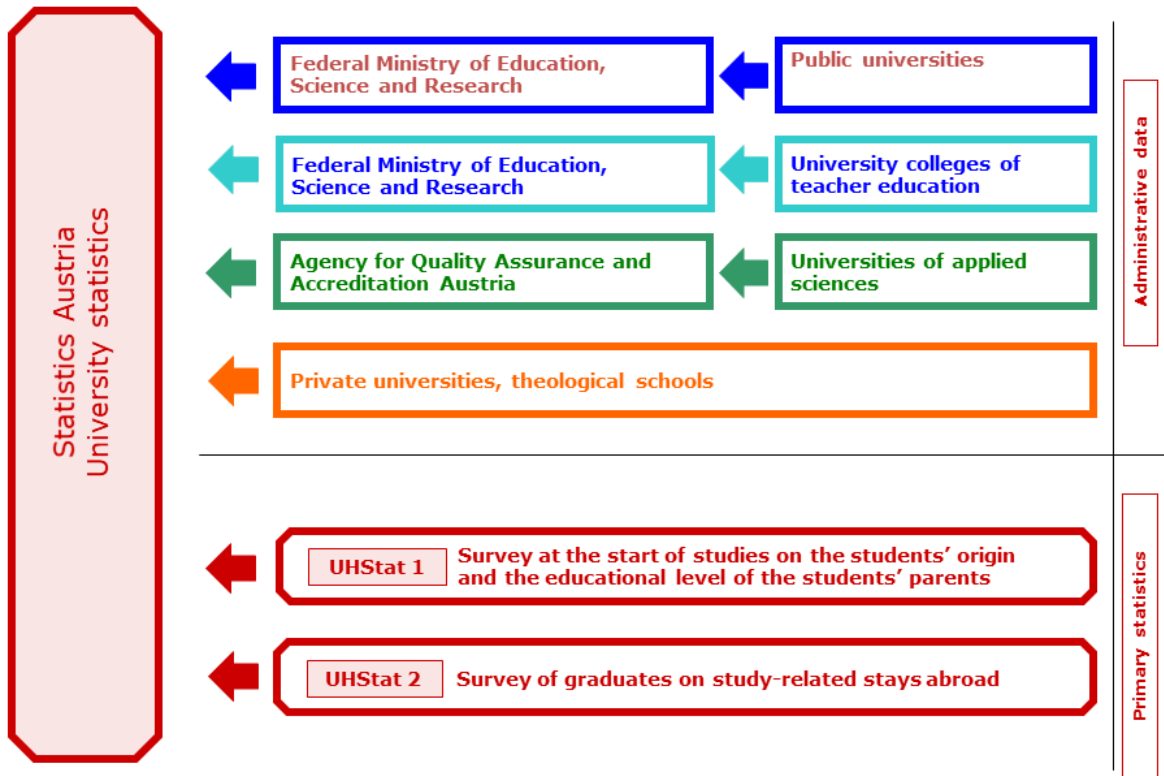 Statistics Austria
University statistics
Federal Ministry of Education,
Science and Research
Public universities
Federal Ministry of Education,
Science and Research
University colleges of
teacher education
Agency for Quality Assurance and
Accreditation Austria
Universities of applied
sciences
Private universities, theological schools
Administrative data
UHStat 1
Survey at the start of studies on the students’ origin
and the educational level of the students’ parents
UHStat 2
Survey of graduates on study-related stays abroad
Primary statistics